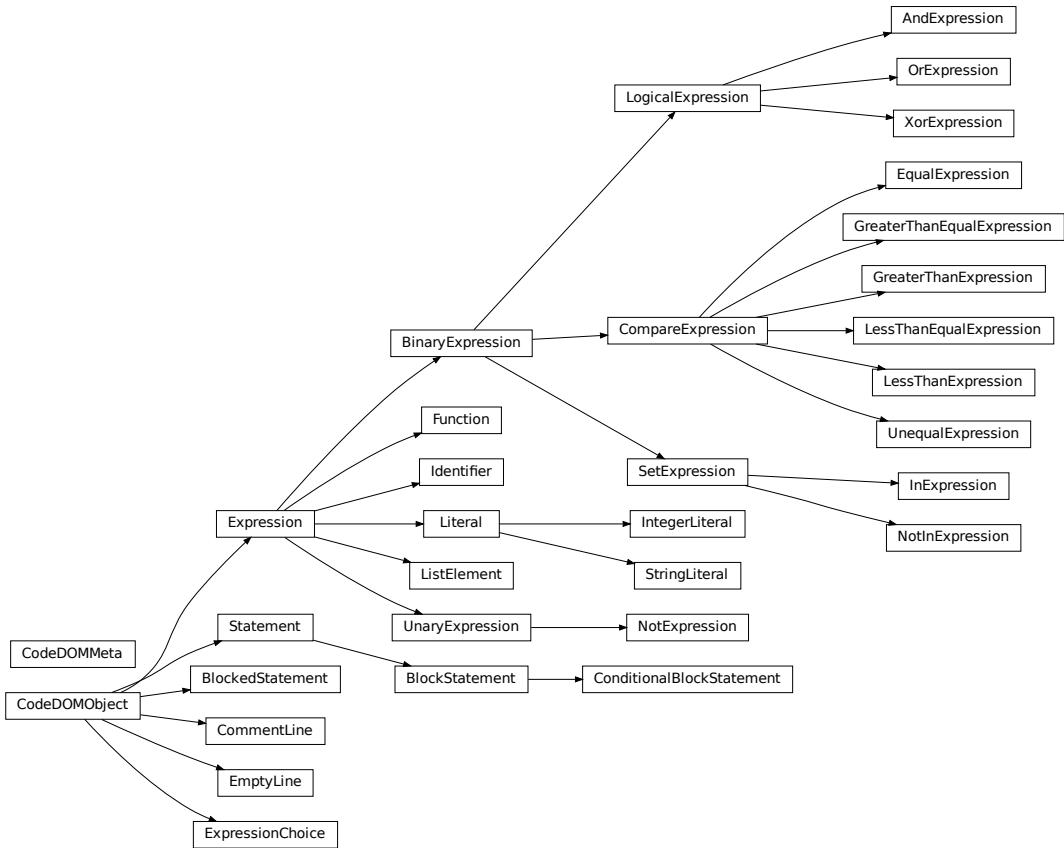 AndExpression
OrExpression
LogicalExpression
XorExpression
EqualExpression
GreaterThanEqualExpression
GreaterThanExpression
CompareExpression
LessThanEqualExpression
BinaryExpression
LessThanExpression
Function
UnequalExpression
Identifier
SetExpression
InExpression
Expression
Literal
IntegerLiteral
NotInExpression
ListElement
StringLiteral
Statement
UnaryExpression
NotExpression
CodeDOMMeta
BlockedStatement
BlockStatement
ConditionalBlockStatement
CodeDOMObject
CommentLine
EmptyLine
ExpressionChoice